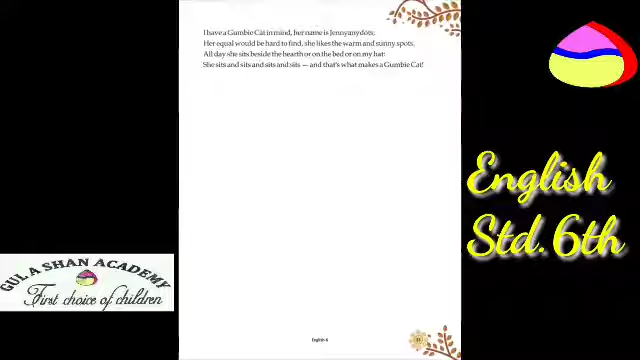 I have a Gumbie Cat in mind, her name is Jennyanydots;
Her equal would be hard to find, she likes the warm and sunny spots.
All day she sits beside the hearth or on the bed or on my hat:
She sits and sits and sits and sits — and that's what makes a Gumbie Cat!
English
Std. 6th
GUL A SHAN ACADEMY
First choice of children
English-6